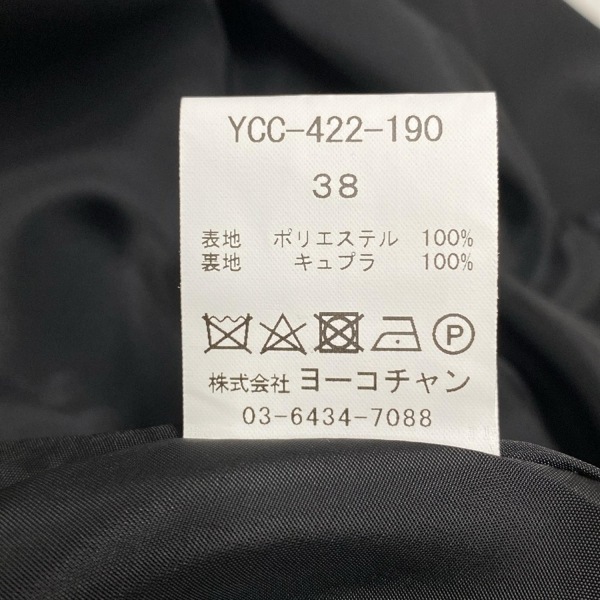 YCC-422-190
38
表地 ポリエステル 100%
裏地 キュプラ 100%
P
株式会社 ヨーコチャン
03-6434-7088